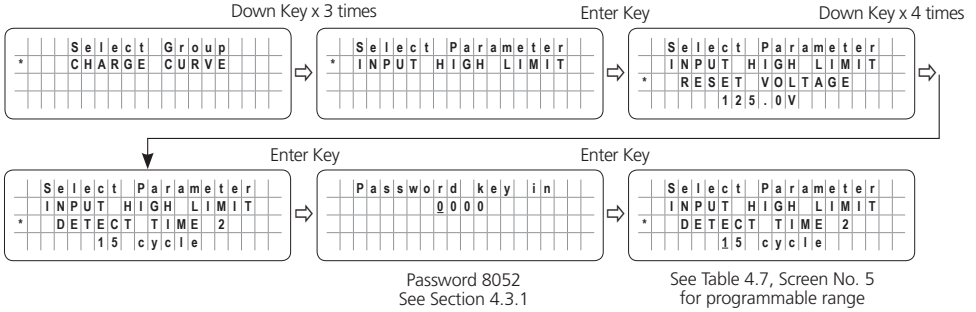 Down Key x 3 times
Enter Key
Down Key x 4 times
Select Group
* CHARGE CURVE
Select Parameter
* INPUT HIGH LIMIT
Select Parameter
INPUT HIGH LIMIT
* RESET VOLTAGE
125.0V
Enter Key
Enter Key
Select Parameter
INPUT HIGH LIMIT
* DETECT TIME 2
15 cycle
Password key in
0000
Select Parameter
INPUT HIGH LIMIT
* DETECT TIME 2
15 cycle
Password 8052
See Section 4.3.1
See Table 4.7, Screen No. 5
for programmable range